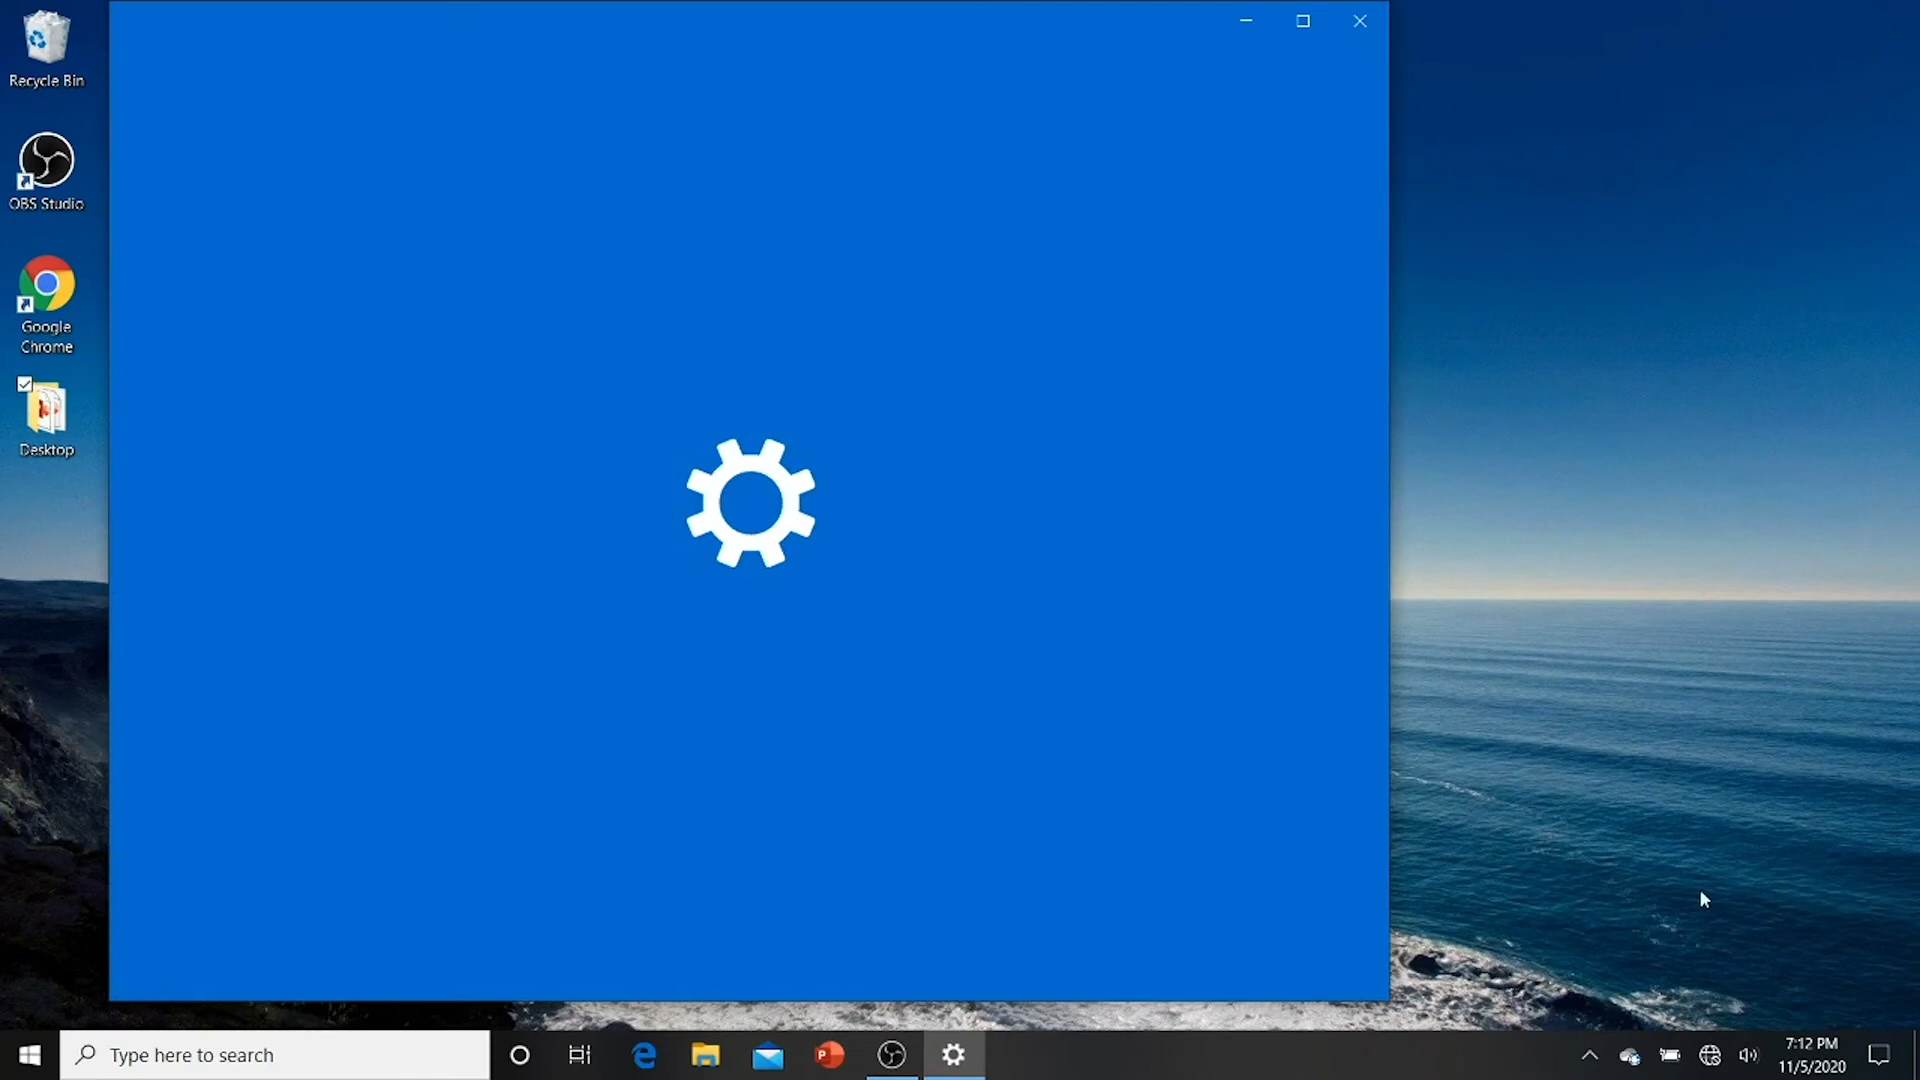 Recycle Bin
OBS Studio
Google
Chrome
Desktop
Type here to search
7:12 PM
11/5/2020